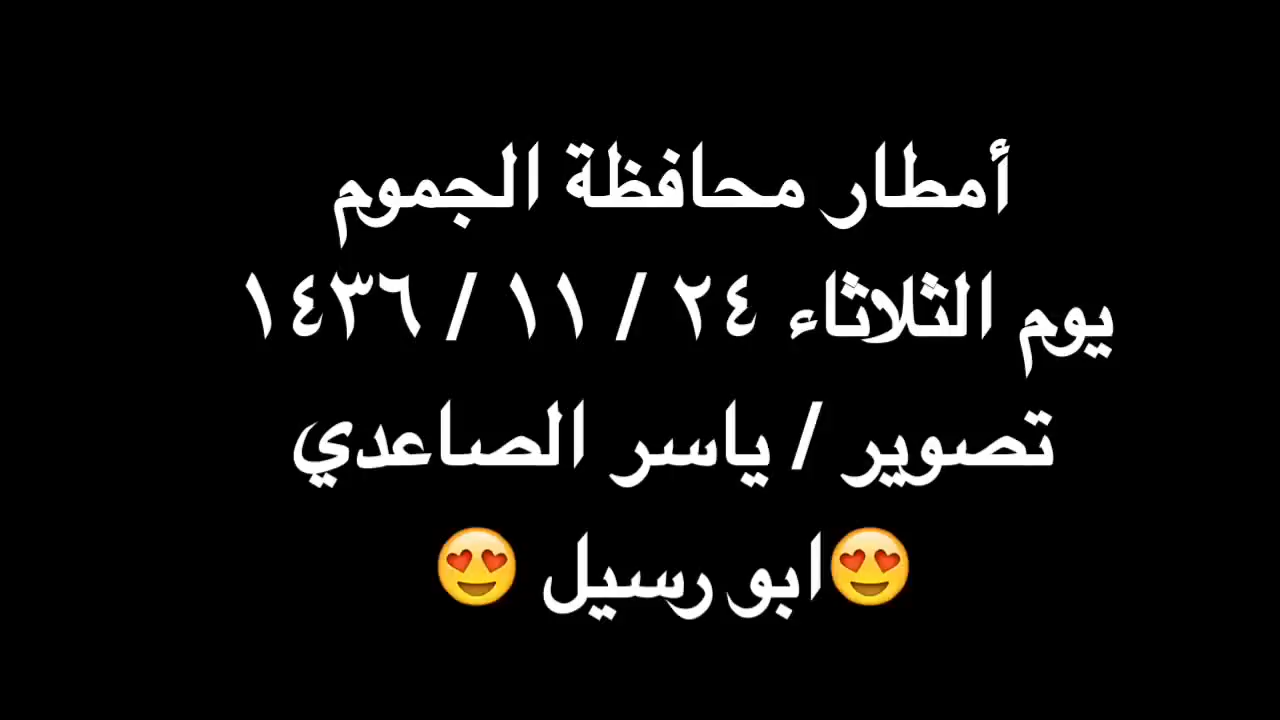 أمطار محافظة الجموم
يوم الثلاثاء ٢٤ / ١١ / ١٤٣٦
تصوير / ياسر الصاعدي
😍ابو رسيل 😍